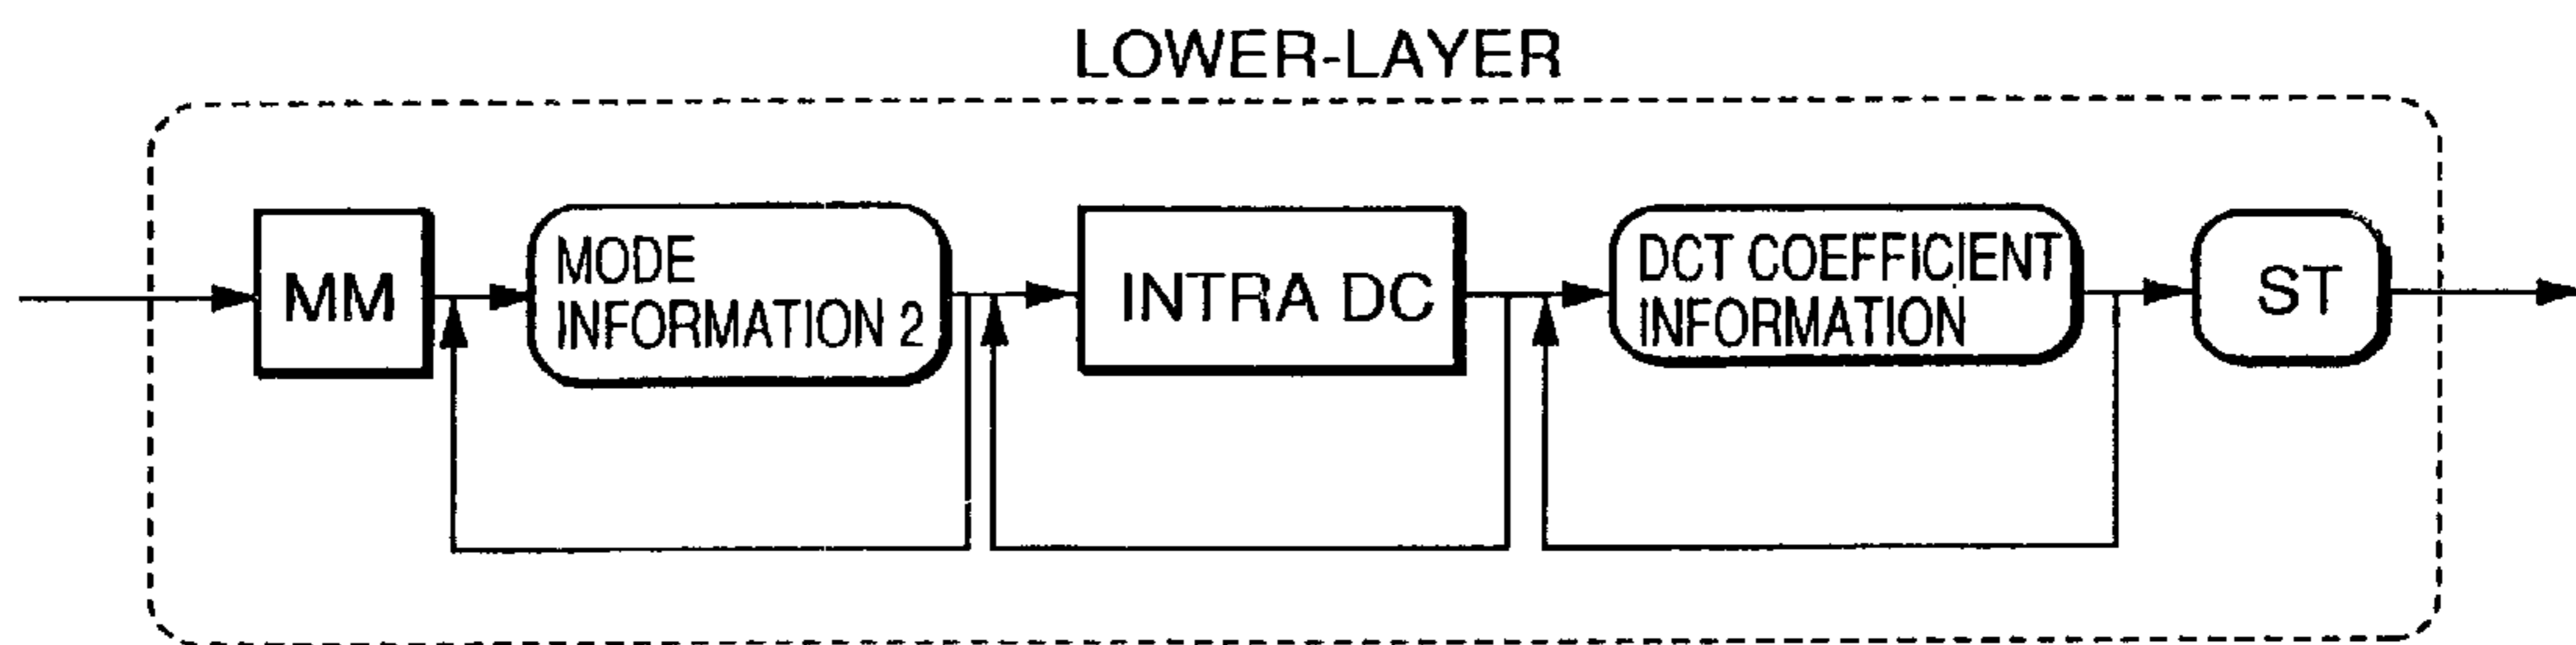 LOWER-LAYER
MM
MODE
INFORMATION 2
INTRA DC
DCT COEFFICIENT
INFORMATION
ST